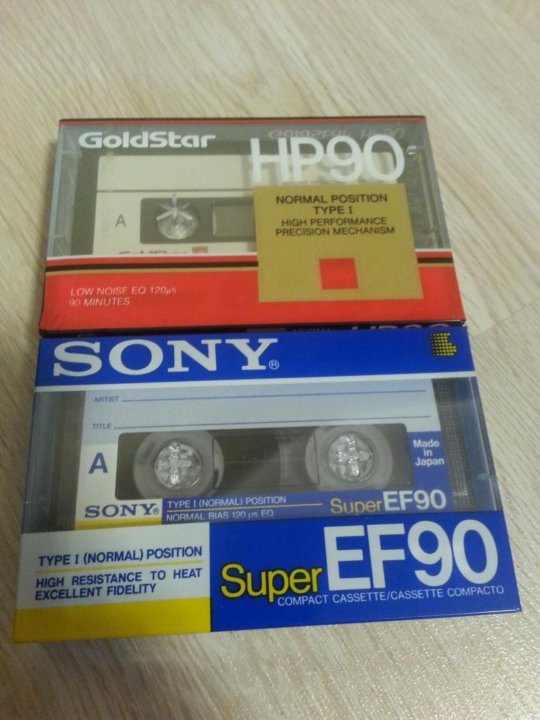 GoldStar
HP90
NORMAL POSITION
TYPE I
HIGH PERFORMANCE
PRECISION MECHANISM
A
LOW NOISE EQ 120μs
90 MINUTES
SONY®
ARTIST
TITLE
A
Made
in
Japan
SONY®
TYPE I (NORMAL) POSITION
NORMAL BIAS 120 μs EQ
Super EF90
TYPE I (NORMAL) POSITION
HIGH RESISTANCE TO HEAT
EXCELLENT FIDELITY
Super EF90
COMPACT CASSETTE/CASSETTE COMPACTO